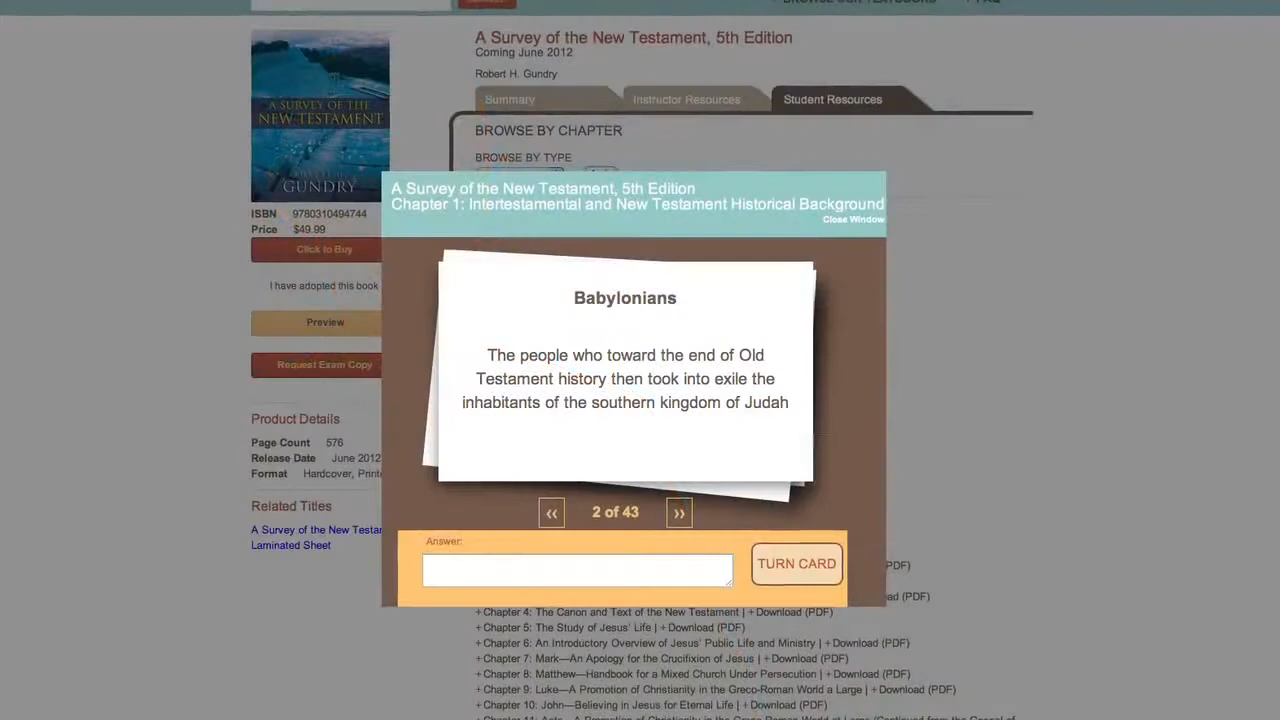 A Survey of the New Testament, 5th Edition
Coming June 2012
Robert H. Gundry
Summary
Instructor Resources
Student Resources
A SURVEY OF THE
NEW TESTAMENT
GUNDRY
BROWSE BY CHAPTER
BROWSE BY TYPE
ISBN 9780310494744
Price $49.99
Click to Buy
I have adopted this book
Preview
Request Exam Copy
Product Details
Page Count 576
Release Date June 2012
Format Hardcover, Printe
Related Titles
A Survey of the New Testar
Laminated Sheet
A Survey of the New Testament, 5th Edition
Chapter 1: Intertestamental and New Testament Historical Background
Close Window
Babylonians
The people who toward the end of Old
Testament history then took into exile the
inhabitants of the southern kingdom of Judah
‹‹ 2 of 43 ››
Answer:
TURN CARD
PDF)
ad (PDF)
+Chapter 4: The Canon and Text of the New Testament | +Download (PDF)
+Chapter 5: The Study of Jesus' Life | +Download (PDF)
+Chapter 6: An Introductory Overview of Jesus' Public Life and Ministry | +Download (PDF)
+Chapter 7: Mark—An Apology for the Crucifixion of Jesus | +Download (PDF)
+Chapter 8: Matthew—Handbook for a Mixed Church Under Persecution | +Download (PDF)
+Chapter 9: Luke—A Promotion of Christianity in the Greco-Roman World a Large | +Download (PDF)
+Chapter 10: John—Believing in Jesus for Eternal Life | +Download (PDF)